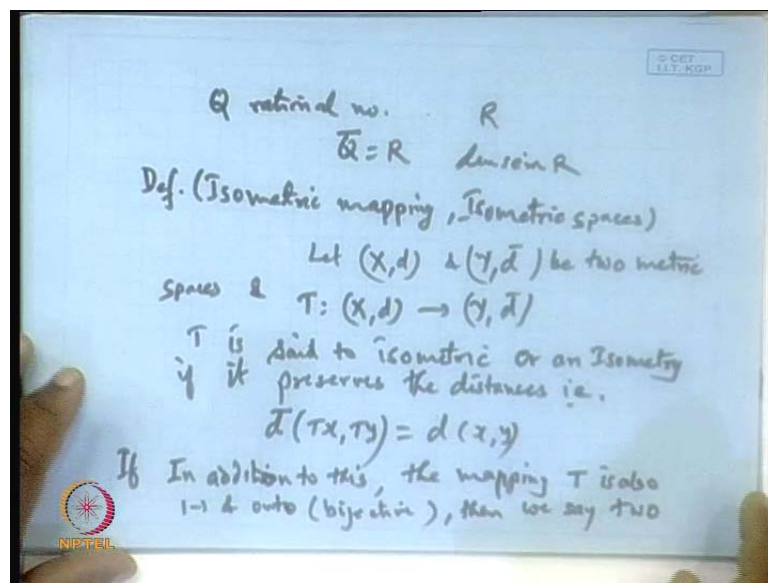 © CET
I.I.T. KGP
Q rational no. R
Q̅ = R dense in R
Def. (Isometric mapping, Isometric spaces)
Let (X,d) & (Y,d̅) be two metric
spaces & T: (X,d) → (Y,d̅)
T is said to isometric or an Isometry
if it preserves the distances i.e.
d̅(Tx,Ty) = d(x,y)
If In addition to this, the mapping T is also
1-1 & onto (bijective), then we say two
NPTEL